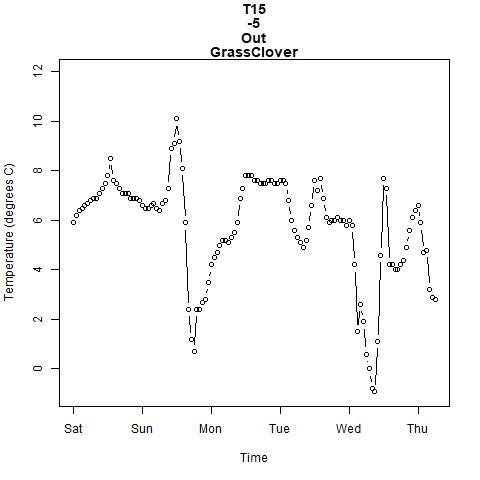 T15
-5
Out
GrassClover
Temperature (degrees C)
12
10
8
6
4
2
0
Sat Sun Mon Tue Wed Thu
Time